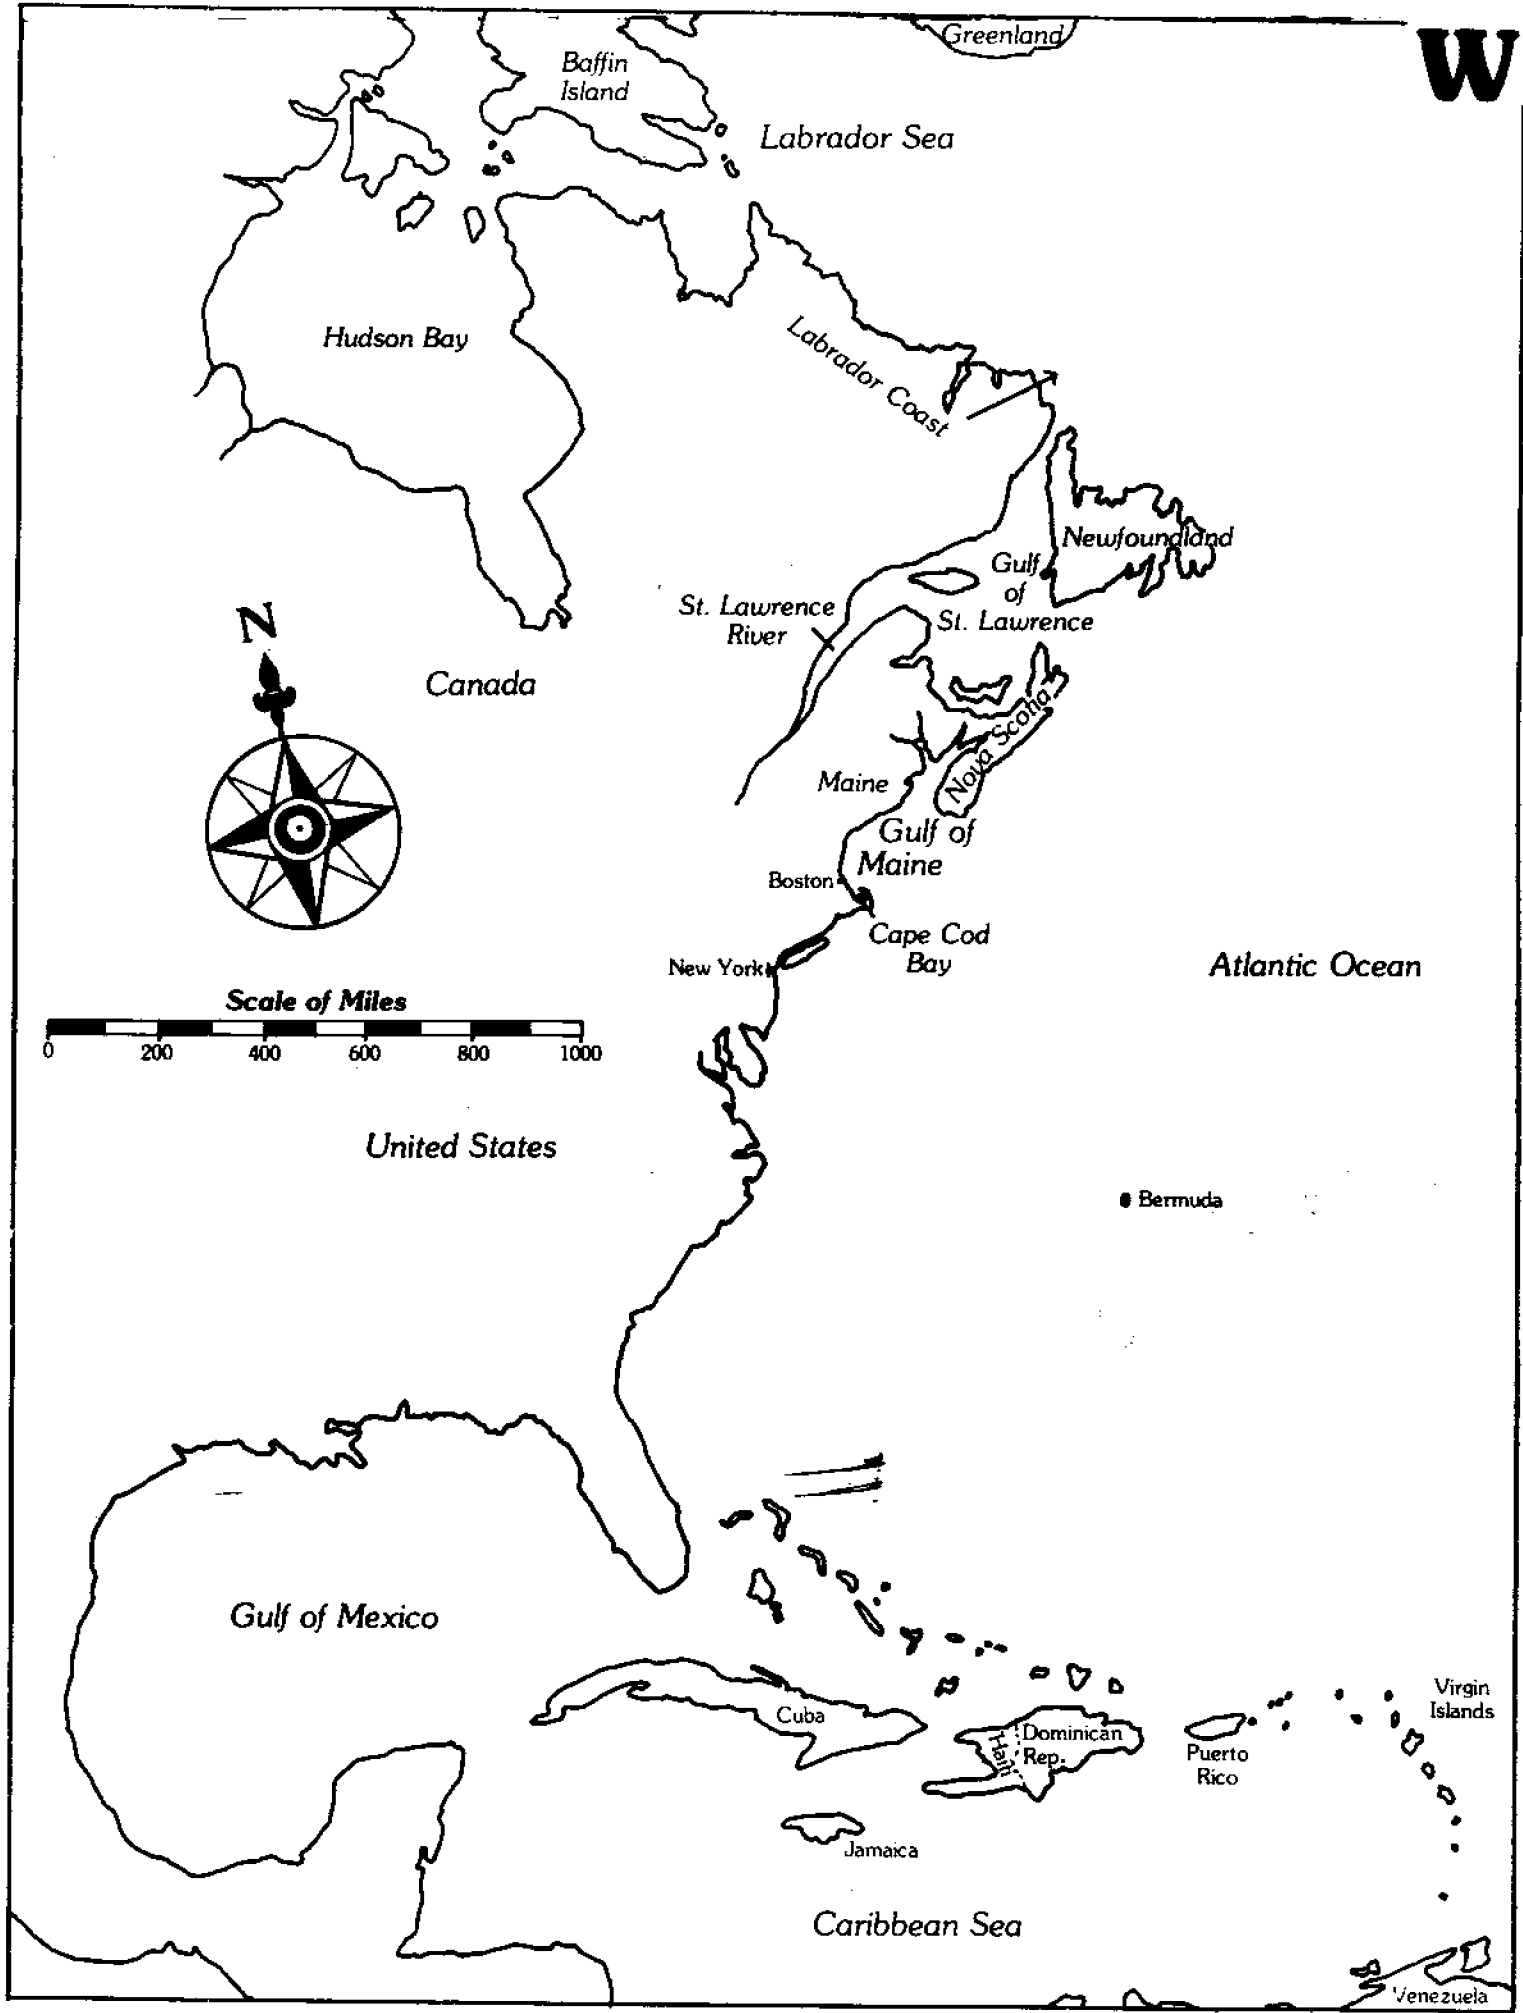 Greenland
W
Baffin
Island
Labrador Sea
Hudson Bay
Labrador Coast
Newfoundland
Gulf
of
St. Lawrence
St. Lawrence
River
N
Canada
Nova Scotia
Maine
Gulf of
Maine
Boston
Cape Cod
Bay
New York
Atlantic Ocean
Scale of Miles
0 200 400 600 800 1000
United States
Bermuda
Gulf of Mexico
Cuba
Haiti
Dominican
Rep.
Puerto
Rico
Virgin
Islands
Jamaica
Caribbean Sea
Venezuela